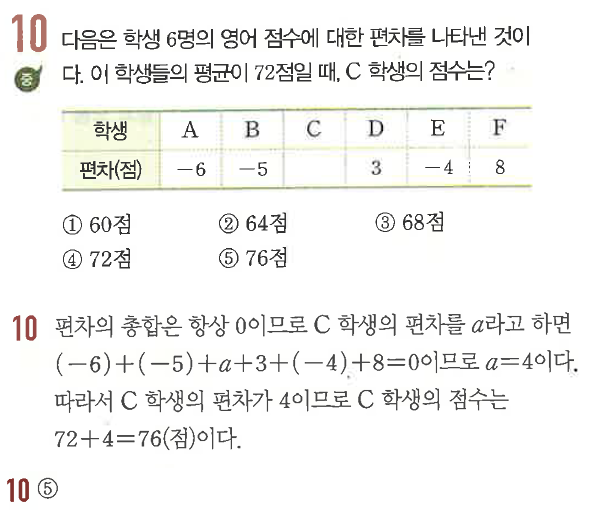 10 다음은 학생 6명의 영어 점수에 대한 편차를 나타낸 것이
중 다. 이 학생들의 평균이 72점일 때, C 학생의 점수는?
학생 A B C D E F
편차(점) −6 −5 3 −4 8
① 60점 ② 64점 ③ 68점
④ 72점 ⑤ 76점
10 편차의 총합은 항상 0이므로 C 학생의 편차를 a라고 하면
(−6)+(−5)+a+3+(−4)+8=0이므로 a=4이다.
따라서 C 학생의 편차가 4이므로 C 학생의 점수는
72+4=76(점)이다.
10 ⑤